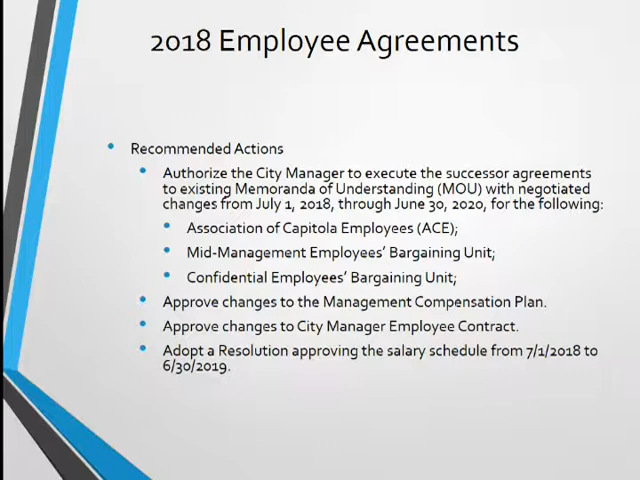 2018 Employee Agreements
• Recommended Actions
• Authorize the City Manager to execute the successor agreements
to existing Memoranda of Understanding (MOU) with negotiated
changes from July 1, 2018, through June 30, 2020, for the following:
• Association of Capitola Employees (ACE);
• Mid-Management Employees' Bargaining Unit;
• Confidential Employees' Bargaining Unit;
• Approve changes to the Management Compensation Plan.
• Approve changes to City Manager Employee Contract.
• Adopt a Resolution approving the salary schedule from 7/1/2018 to
6/30/2019.